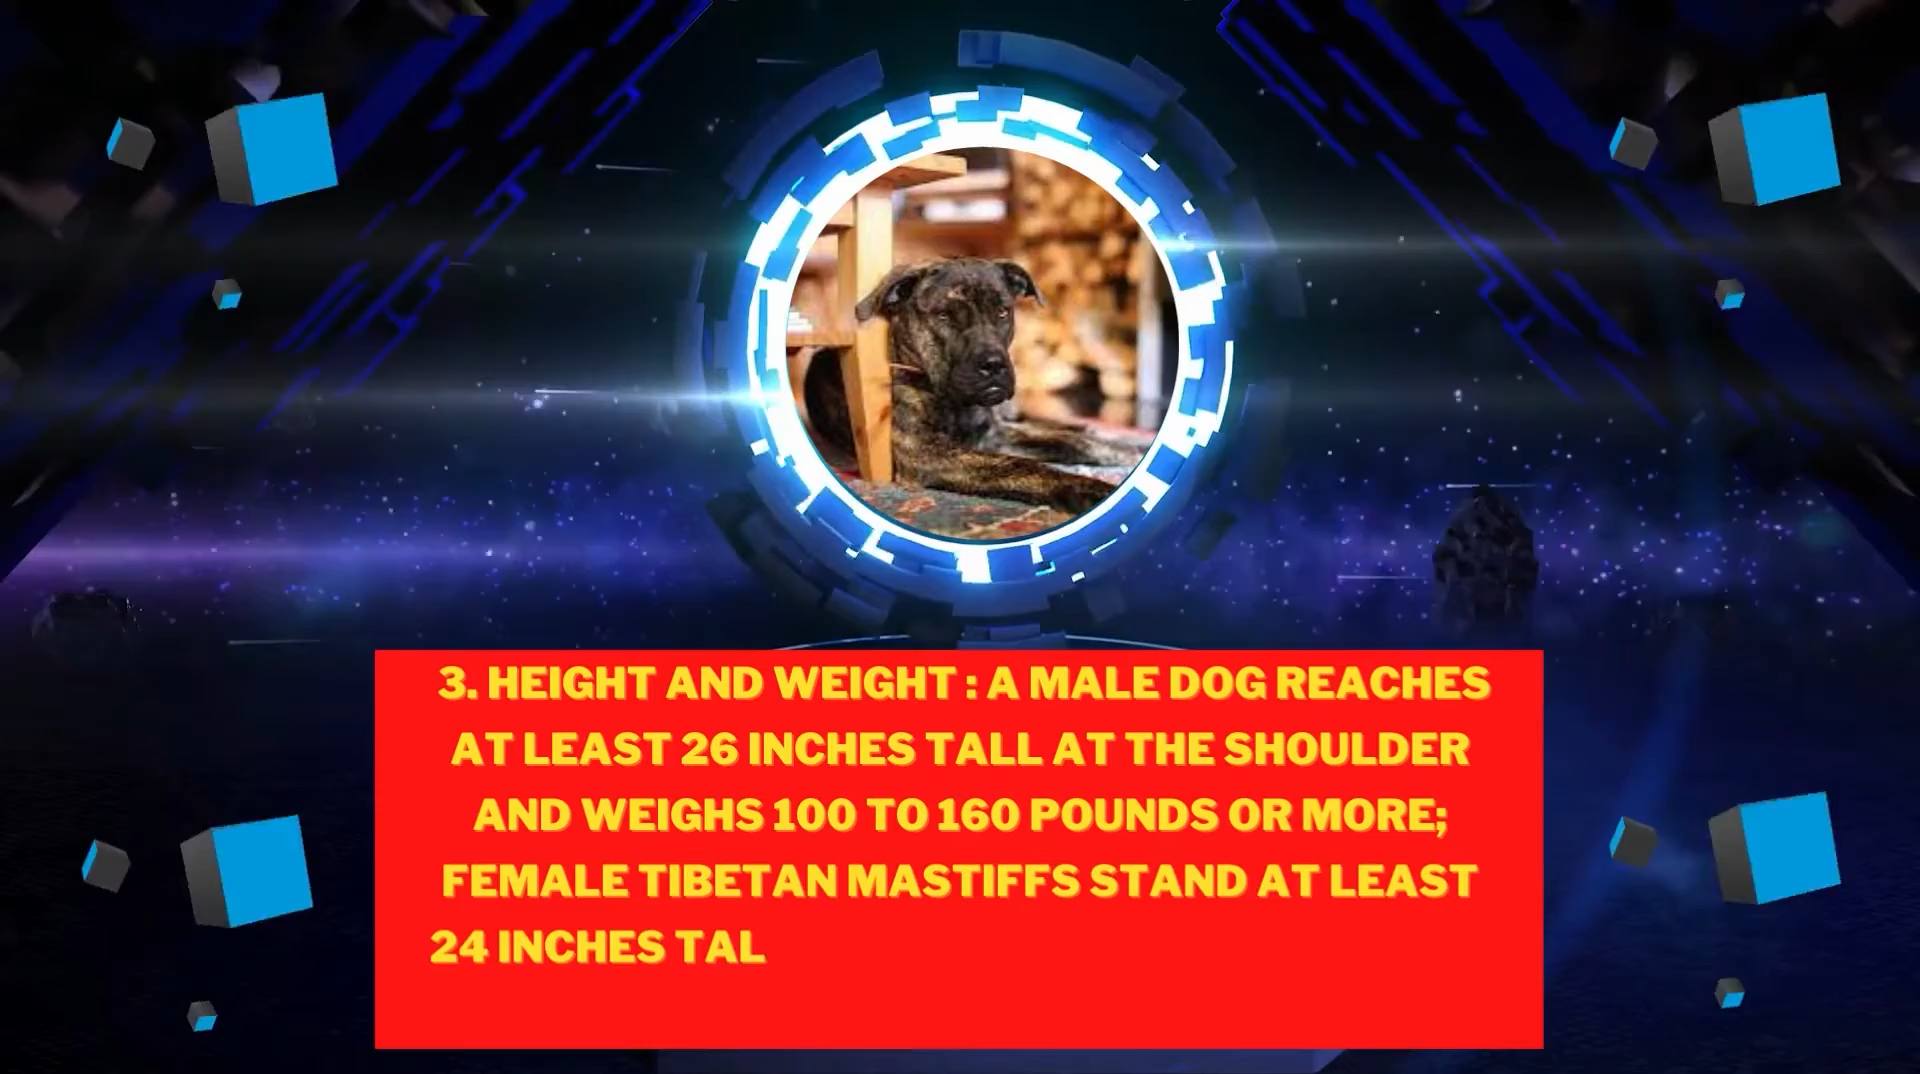 3. HEIGHT AND WEIGHT : A MALE DOG REACHES
AT LEAST 26 INCHES TALL AT THE SHOULDER
AND WEIGHS 100 TO 160 POUNDS OR MORE;
FEMALE TIBETAN MASTIFFS STAND AT LEAST
24 INCHES TAL